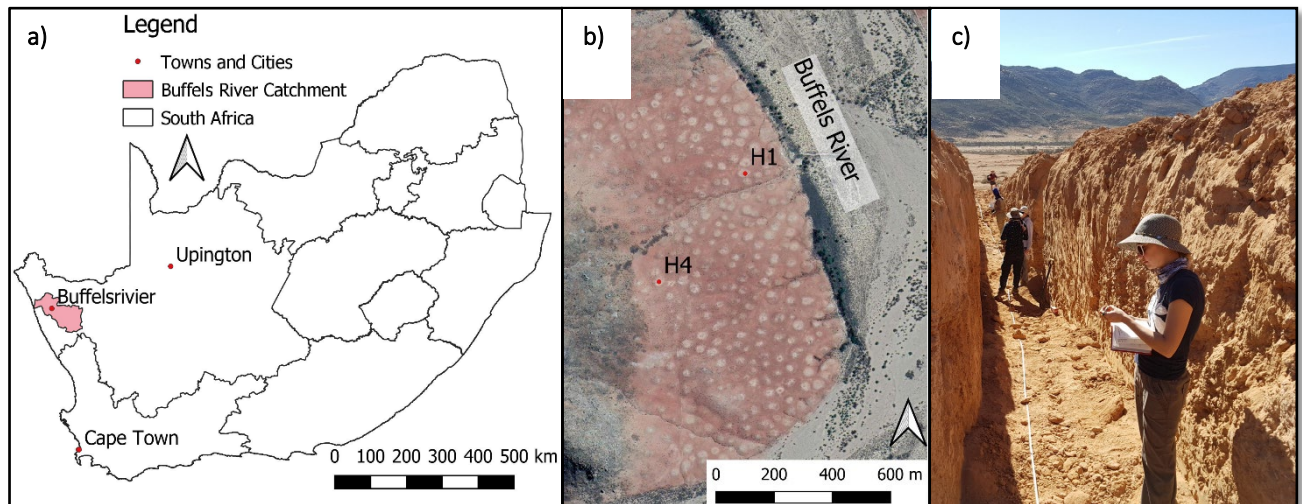 a)
Legend
Towns and Cities
Buffels River Catchment
South Africa
Upington
Buffelsrivier
Cape Town
0 100 200 300 400 500 km
b)
Buffels River
H1
H4
0 200 400 600 m
c)